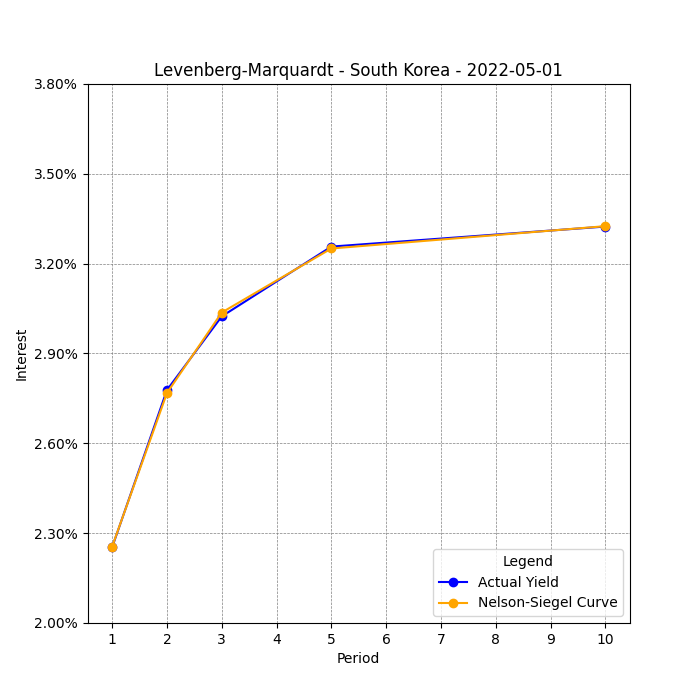 Levenberg-Marquardt - South Korea - 2022-05-01
3.80%
3.50%
3.20%
2.90%
2.60%
2.30%
2.00%
Interest
1 2 3 4 5 6 7 8 9 10
Period
Legend
Actual Yield
Nelson-Siegel Curve